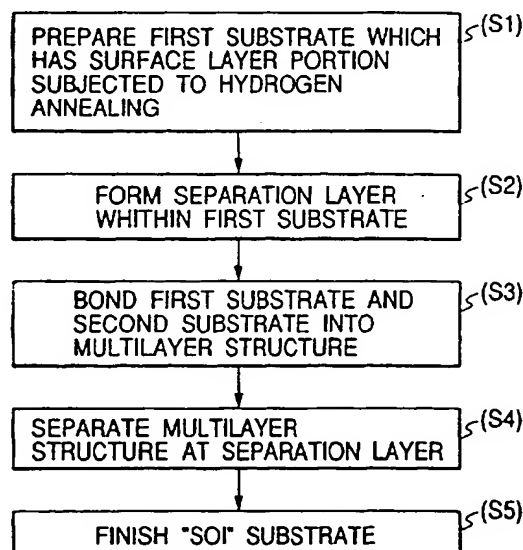 PREPARE FIRST SUBSTRATE WHICH
HAS SURFACE LAYER PORTION
SUBJECTED TO HYDROGEN
ANNEALING
(S1)
FORM SEPARATION LAYER
WHITHIN FIRST SUBSTRATE
(S2)
BOND FIRST SUBSTRATE AND
SECOND SUBSTRATE INTO
MULTILAYER STRUCTURE
(S3)
SEPARATE MULTILAYER
STRUCTURE AT SEPARATION LAYER
(S4)
FINISH "SOI" SUBSTRATE
(S5)